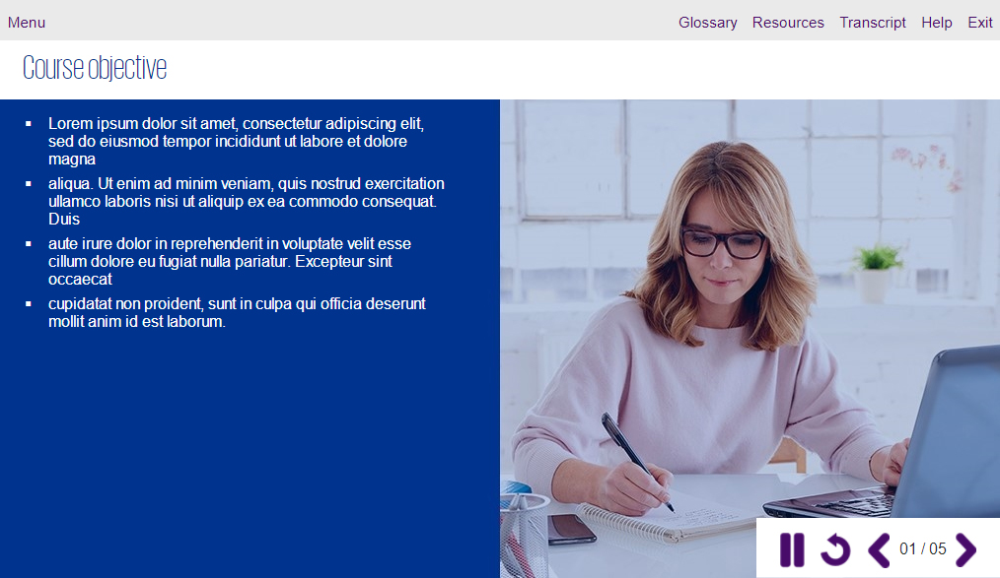 Menu
Glossary Resources Transcript Help Exit
Course objective
Lorem ipsum dolor sit amet, consectetur adipiscing elit,
sed do eiusmod tempor incididunt ut labore et dolore
magna
aliqua. Ut enim ad minim veniam, quis nostrud exercitation
ullamco laboris nisi ut aliquip ex ea commodo consequat.
Duis
aute irure dolor in reprehenderit in voluptate velit esse
cillum dolore eu fugiat nulla pariatur. Excepteur sint
occaecat
cupidatat non proident, sunt in culpa qui officia deserunt
mollit anim id est laborum.
01 / 05